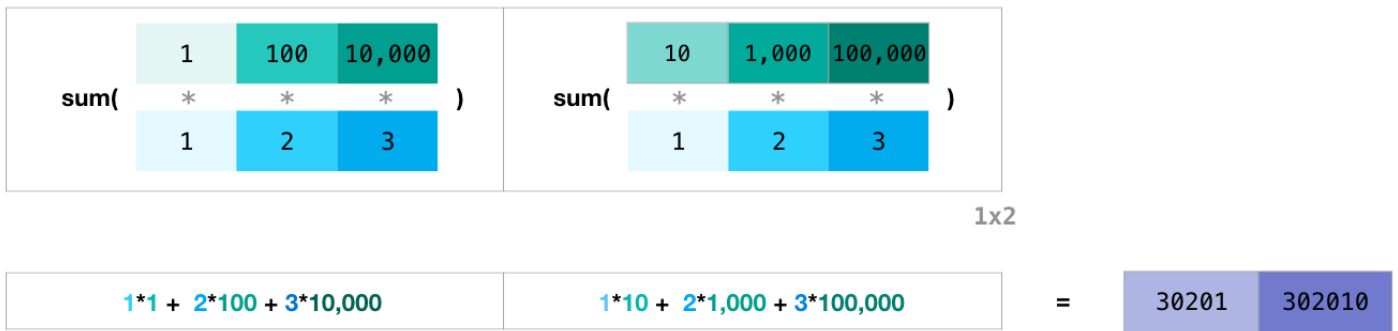 1 100 10,000 10 1,000 100,000
sum( * * * ) sum( * * * )
1 2 3 1 2 3
1x2
1*1 + 2*100 + 3*10,000 1*10 + 2*1,000 + 3*100,000 = 30201 302010